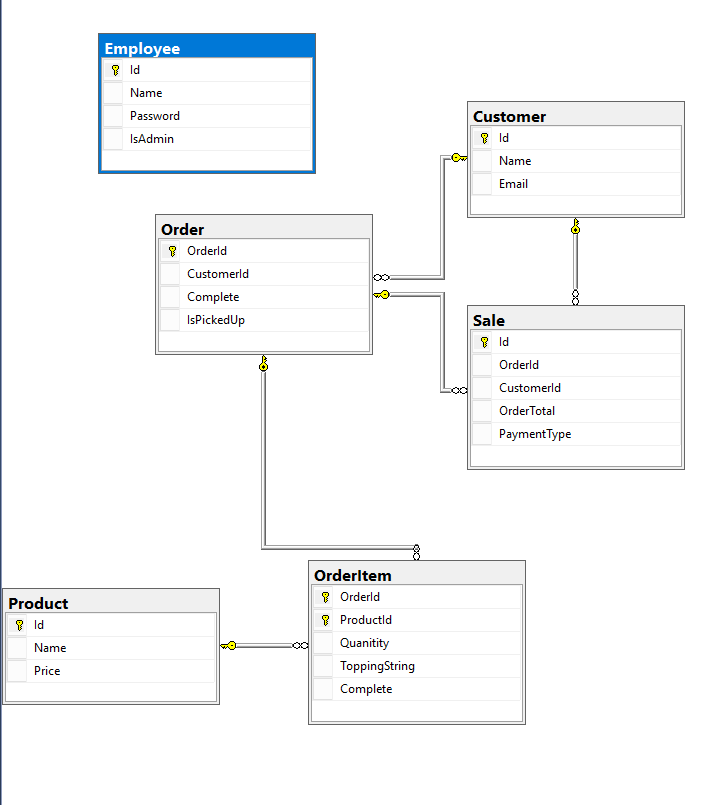 Employee
Id
Name
Password
IsAdmin
Customer
Id
Name
Email
Order
OrderId
CustomerId
Complete
IsPickedUp
Sale
Id
OrderId
CustomerId
OrderTotal
PaymentType
Product
Id
Name
Price
OrderItem
OrderId
ProductId
Quanitity
ToppingString
Complete